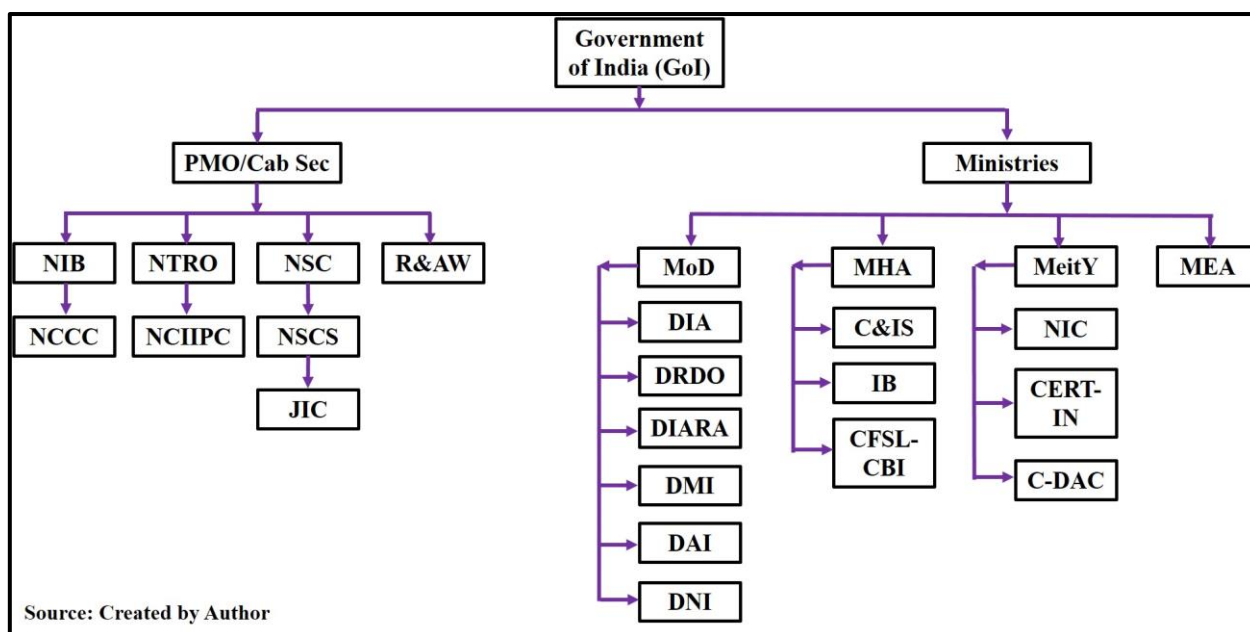 Government
of India (GoI)
PMO/Cab Sec
Ministries
NIB
NTRO
NSC
R&AW
MoD
MHA
MeitY
MEA
NCCC
NCIIPC
NSCS
JIC
DIA
DRDO
DIARA
DMI
DAI
DNI
C&IS
IB
CFSL-
CBI
NIC
CERT-
IN
C-DAC
Source: Created by Author